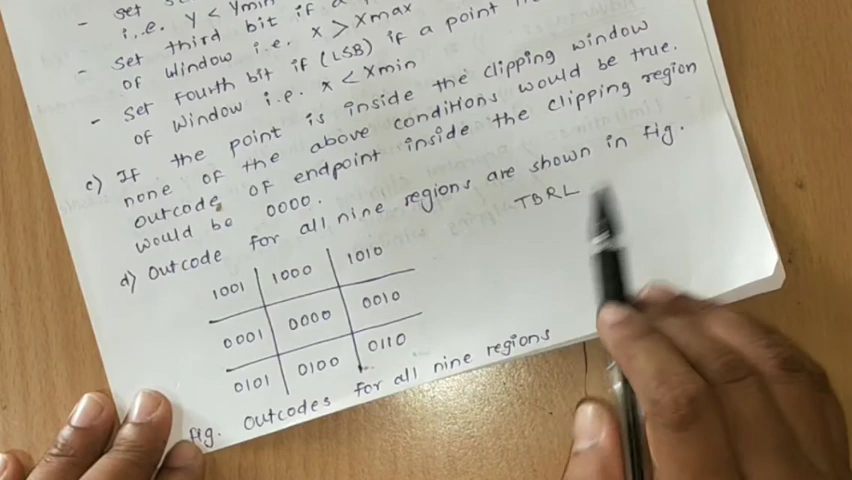 - set
i.e. Y < Ymin
- set third bit if a
of window i.e. x > Xmax
- set fourth bit if (LSB) if a point
of window i.e. x < Xmin
c) If the point is inside the clipping window
none of the above conditions would be true.
outcode of endpoint inside the clipping region
would be 0000.
d) outcode for all nine regions are shown in fig.
TBRL
1001 1000 1010
0001 0000 0010
0101 0100 0110
Fig. outcodes for all nine regions